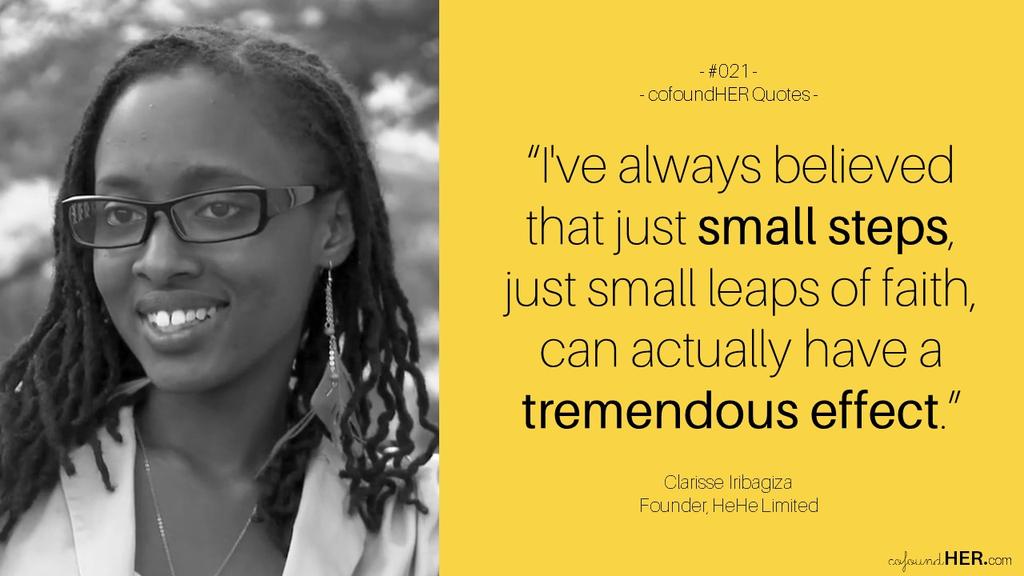 - #021 -
- cofoundHER Quotes -
“I've always believed
that just small steps,
just small leaps of faith,
can actually have a
tremendous effect.”
Clarisse Iribagiza
Founder, HeHe Limited
cofoundHER.com